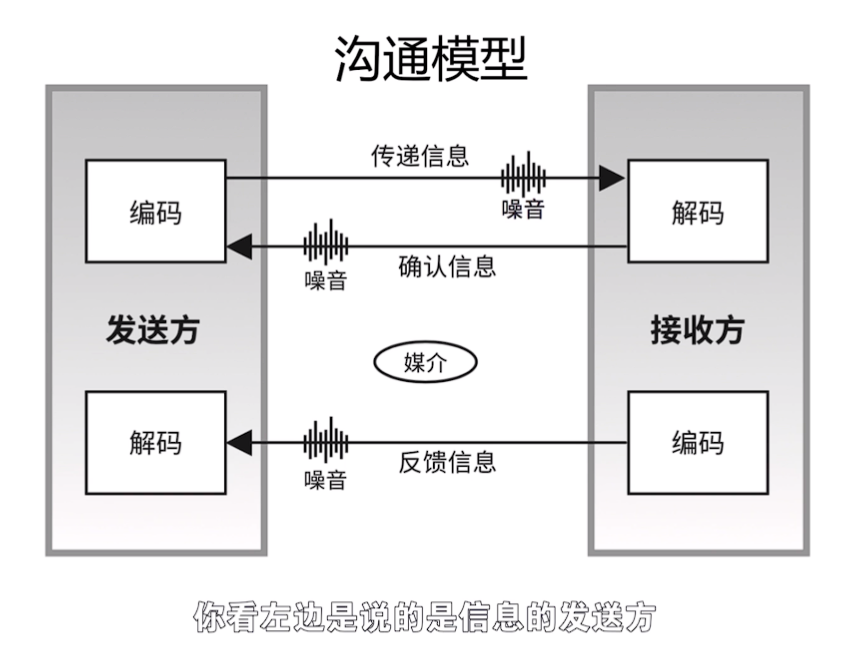 沟通模型
传递信息
噪音
编码
解码
噪音
确认信息
发送方
接收方
媒介
解码
编码
噪音
反馈信息
你看左边是说的是信息的发送方